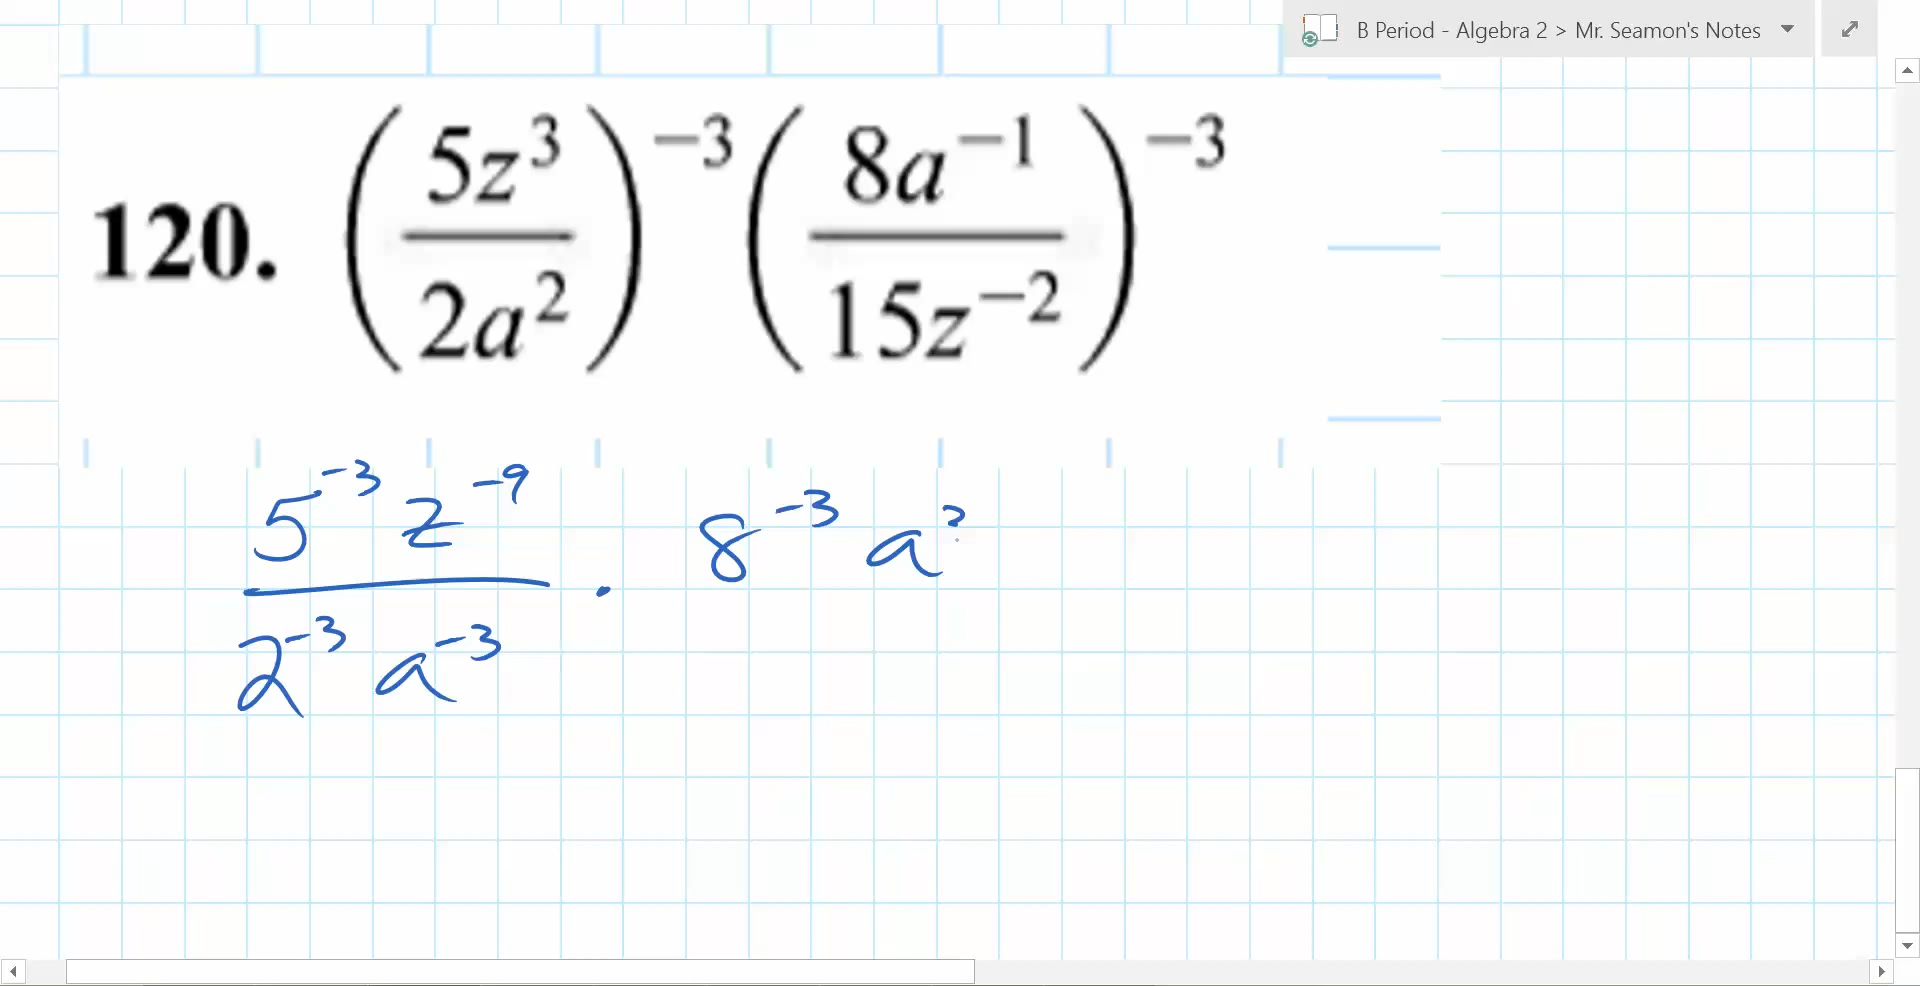 B Period - Algebra 2 > Mr. Seamon's Notes
120. (5z^3 / 2a^2)^-3 (8a^-1 / 15z^-2)^-3
5^-3 z^-9 / 2^-3 a^-3 · 8^-3 a^3